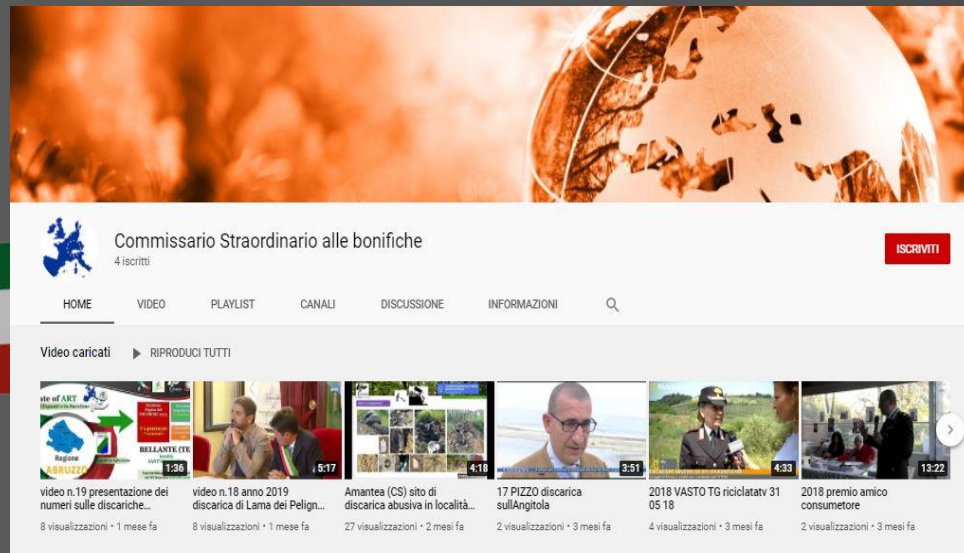 Commissario Straordinario alle bonifiche
4 iscritti
ISCRIVITI
HOME VIDEO PLAYLIST CANALI DISCUSSIONE INFORMAZIONI
Video caricati RIPRODUCI TUTTI
ate of ART
Regione
ABRUZZO
BELLANTE (TE
1:36
5:17
4:18
3:51
4:33
13:22
video n.19 presentazione dei
numeri sulle discariche...
8 visualizzazioni • 1 mese fa
video n.18 anno 2019
discarica di Lama dei Pelign...
8 visualizzazioni • 1 mese fa
Amantea (CS) sito di
discarica abusiva in località...
27 visualizzazioni • 2 mesi fa
17 PIZZO discarica
sullAngitola
2 visualizzazioni • 3 mesi fa
2018 VASTO TG riciclatatv 31
05 18
4 visualizzazioni • 3 mesi fa
2018 premio amico
consumetore
2 visualizzazioni • 3 mesi fa